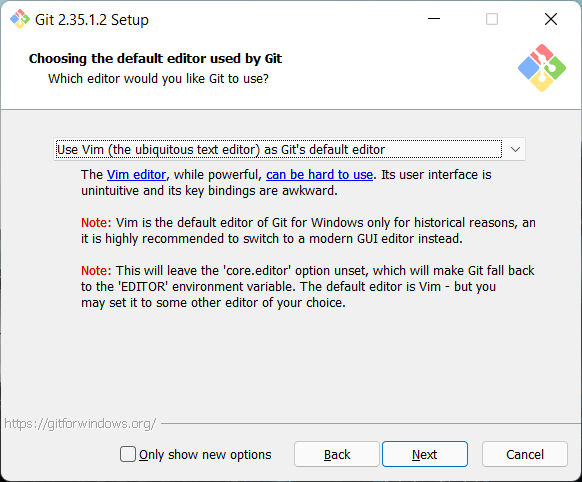 Git 2.35.1.2 Setup
Choosing the default editor used by Git
Which editor would you like Git to use?
Use Vim (the ubiquitous text editor) as Git's default editor
The Vim editor, while powerful, can be hard to use. Its user interface is
unintuitive and its key bindings are awkward.
Note: Vim is the default editor of Git for Windows only for historical reasons, an
it is highly recommended to switch to a modern GUI editor instead.
Note: This will leave the 'core.editor' option unset, which will make Git fall back
to the 'EDITOR' environment variable. The default editor is Vim - but you
may set it to some other editor of your choice.
https://gitforwindows.org/
Only show new options Back Next Cancel